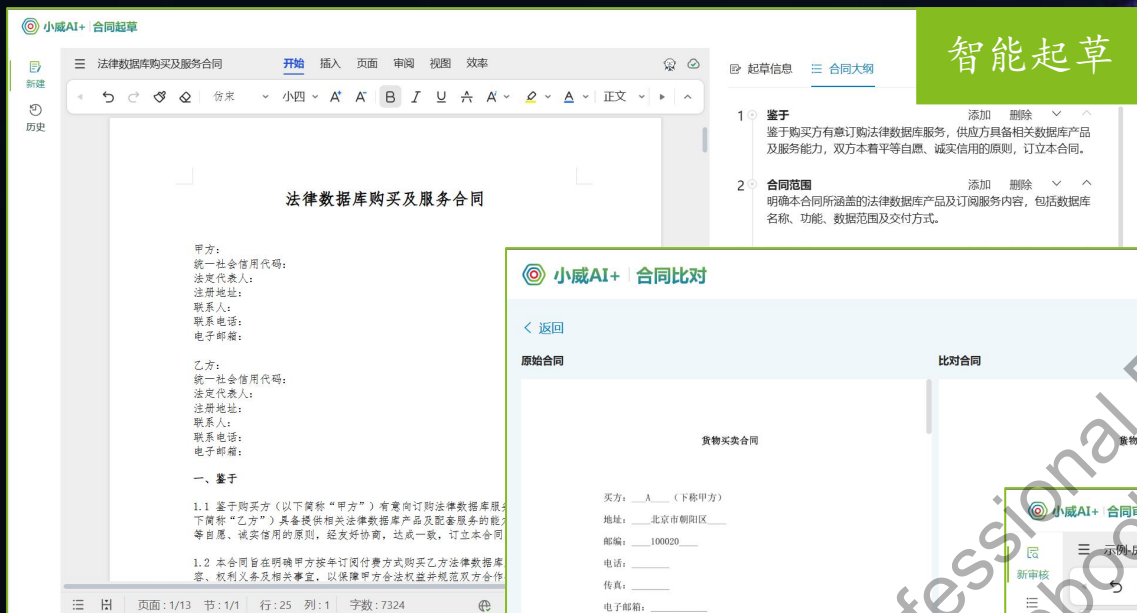 小威AI+ 合同起草
智能起草
新建
历史
法律数据库购买及服务合同 开始 插入 页面 审阅 视图 效率
仿宋 小四 A+ A- B I U A A A 正文
起草信息 合同大纲
1 鉴于 添加 删除
鉴于购买方有意订购法律数据库服务，供应方具备相关数据库产品
及服务能力，双方本着平等自愿、诚实信用的原则，订立本合同。
2 合同范围 添加 删除
明确本合同所涵盖的法律数据库产品及订阅服务内容，包括数据库
名称、功能、数据范围及交付方式。
法律数据库购买及服务合同
甲方：
统一社会信用代码：
法定代表人：
注册地址：
联系人：
联系电话：
电子邮箱：
乙方：
统一社会信用代码：
法定代表人：
注册地址：
联系人：
联系电话：
电子邮箱：
一、鉴于
1.1 鉴于购买方（以下简称“甲方”）有意向订购法律数据库服
下简称“乙方”）具备提供相关法律数据库产品及配套服务的能
等自愿、诚实信用的原则，经友好协商，达成一致，订立本合同
1.2 本合同旨在明确甲方按年订阅付费方式购买乙方法律数据库
容、权利义务及相关事宜，以保障甲方合法权益并规范双方合作
页面：1/13 节：1/1 行：25 列：1 字数：7324
小威AI+ 合同比对
返回
原始合同
比对合同
货物买卖合同
买方：___A____（下称甲方）
地址：____北京市朝阳区____
邮编：____100020____
电话：________
传真：________
电子邮箱：____________
货物
小威AI+ 合同审
新审核
示例-房
fessional